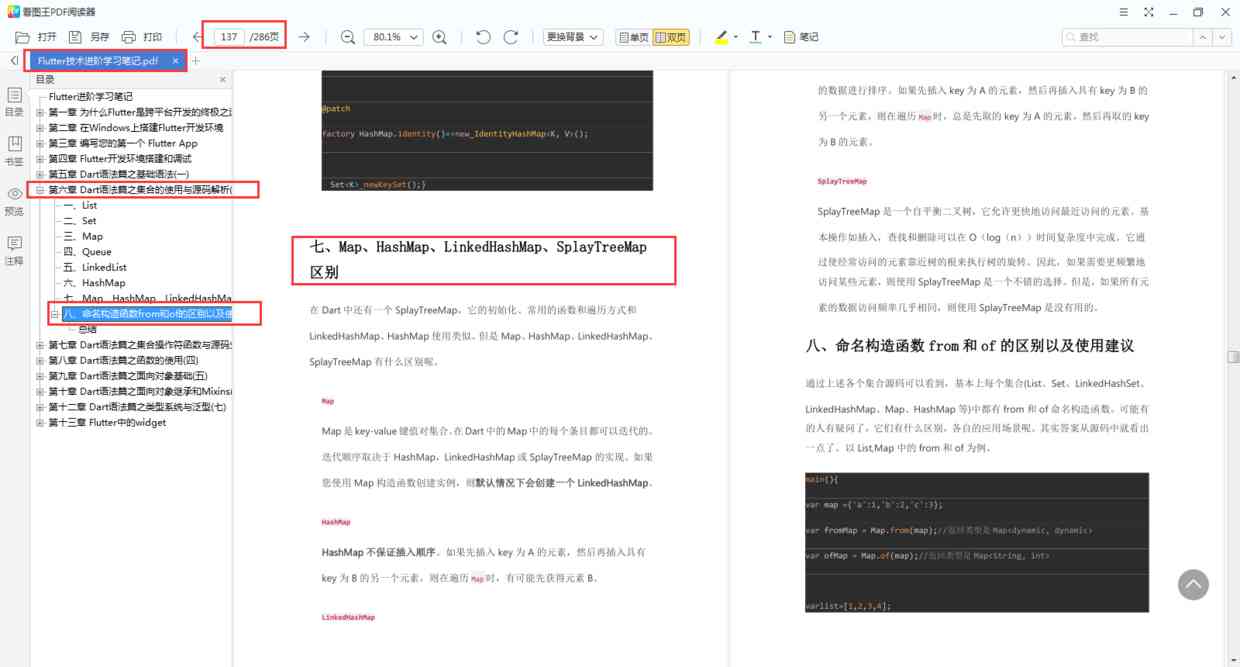 看图王PDF阅读器
打开 另存 打印 137 /286页 80.1% 更换背景 单页 双页 T 笔记 查找
Flutter技术进阶学习笔记.pdf × +
目录 ×
目录
书签
预览
注释
Flutter进阶学习笔记
第一章 为什么Flutter是跨平台开发的终极之
第二章 在Windows上搭建Flutter开发环境
第三章 编写您的第一个 Flutter App
第四章 Flutter开发环境搭建和调试
第五章 Dart语法篇之基础语法(一)
第六章 Dart语法篇之集合的使用与源码解析(
一、List
二、Set
三、Map
四、Queue
五、LinkedList
六、HashMap
七、Map、HashMap、LinkedHashMa
八、命名构造函数from和of的区别以及使
总结
第七章 Dart语法篇之集合操作符函数与源码
第八章 Dart语法篇之函数的使用(四)
第九章 Dart语法篇之面向对象基础(五)
第十章 Dart语法篇之面向对象继承和Mixins(
第十二章 Dart语法篇之类型系统与泛型(七)
第十三章 Flutter中的widget
@patch
factory HashMap.identity()=>new_IdentityHashMap<K, V>();
Set<K>_newKeySet();}
七、Map、HashMap、LinkedHashMap、SplayTreeMap
区别
在 Dart 中还有一个 SplayTreeMap，它的初始化、常用的函数和遍历方式和
LinkedHashMap、HashMap 使用类似。但是 Map、HashMap、LinkedHashMap、
SplayTreeMap 有什么区别呢。
Map
Map 是 key-value 键值对集合。在 Dart 中的 Map 中的每个条目都可以迭代的。
迭代顺序取决于 HashMap，LinkedHashMap 或 SplayTreeMap 的实现。如果
您使用 Map 构造函数创建实例，则默认情况下会创建一个 LinkedHashMap。
HashMap
HashMap 不保证插入顺序。如果先插入 key 为 A 的元素，然后再插入具有
key 为 B 的另一个元素，则在遍历 Map 时，有可能先获得元素 B。
LinkedHashMap
的数据进行排序。如果先插入 key 为 A 的元素，然后再插入具有 key 为 B 的
另一个元素，则在遍历 Map 时，总是先取的 key 为 A 的元素，然后再取的 key
为 B 的元素。
SplayTreeMap
SplayTreeMap 是一个自平衡二叉树，它允许更快地访问最近访问的元素。基
本操作如插入，查找和删除可以在 O（log（n））时间复杂度中完成。它通
过使经常访问的元素靠近树的根来执行树的旋转。因此，如果需要更频繁地
访问某些元素，则使用 SplayTreeMap 是一个不错的选择。但是，如果所有元
素的数据访问频率几乎相同，则使用 SplayTreeMap 是没有用的。
八、命名构造函数 from 和 of 的区别以及使用建议
通过上述各个集合源码可以看到，基本上每个集合(List、Set、LinkedHashSet、
LinkedHashMap、Map、HashMap 等)中都有 from 和 of 命名构造函数。可能有
的人有疑问了，它们有什么区别，各自的应用场景呢。其实答案从源码中就看出
一点了。以 List,Map 中的 from 和 of 为例。
main(){
var map ={'a':1,'b':2,'c':3};
var fromMap = Map.from(map);//返回类型是 Map<dynamic, dynamic>
var ofMap = Map.of(map);//返回类型是 Map<String, int>
varlist=[1,2,3,4];